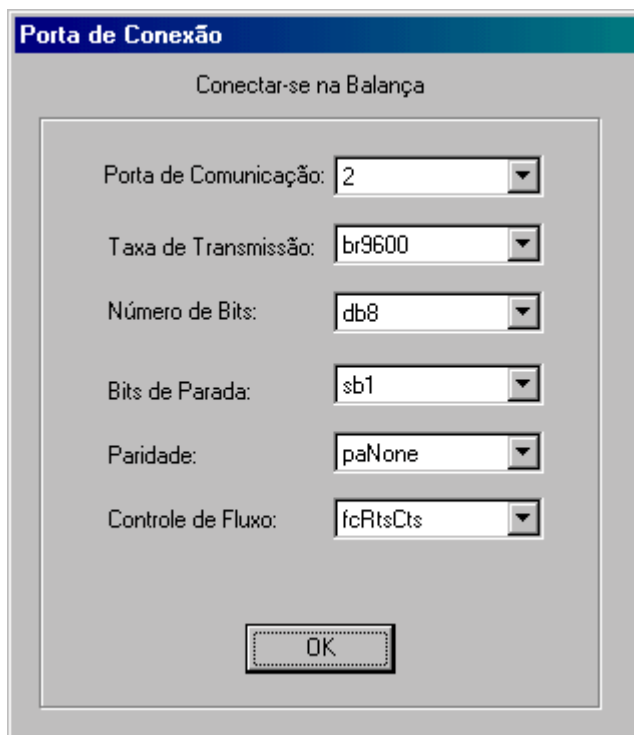 Porta de Conexão
Conectar-se na Balança
Porta de Comunicação: 2
Taxa de Transmissão: br9600
Número de Bits: db8
Bits de Parada: sb1
Paridade: paNone
Controle de Fluxo: fcRtsCts
OK